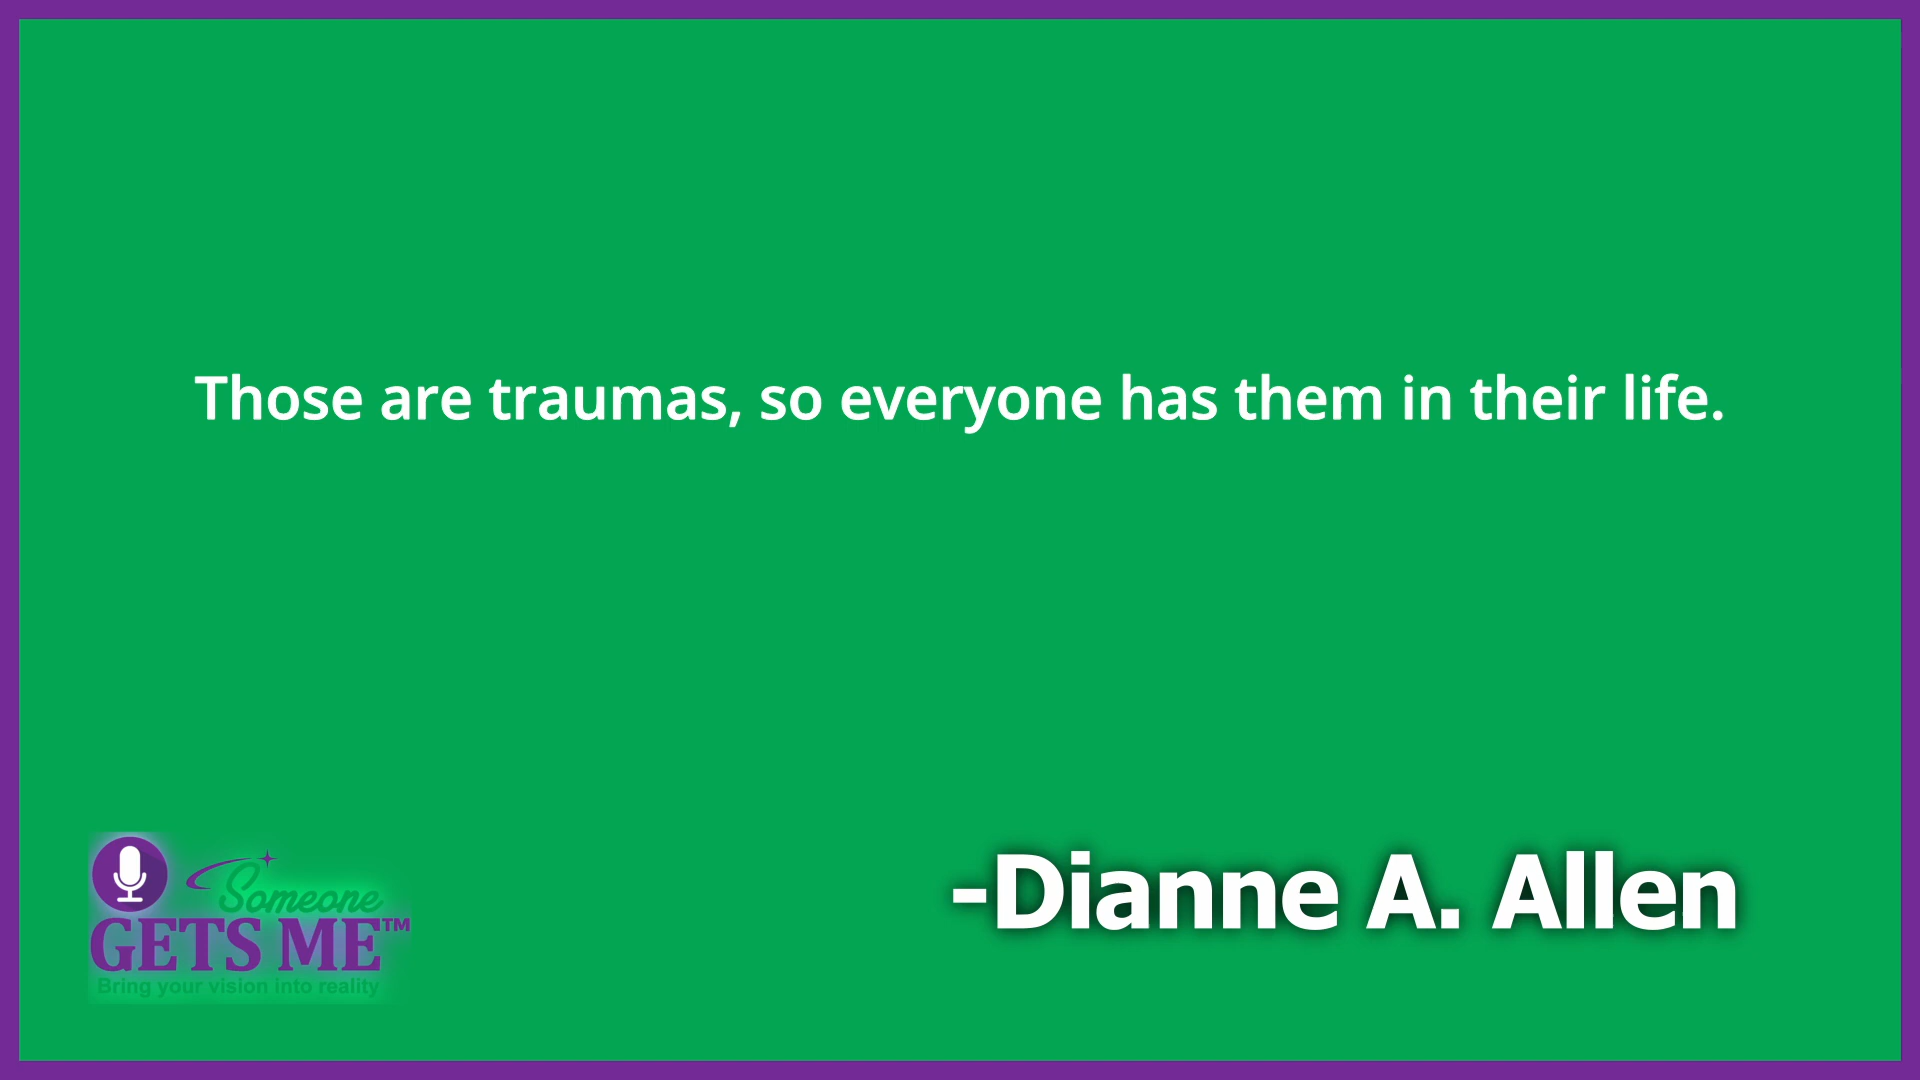 Those are traumas, so everyone has them in their life.
-Dianne A. Allen
Someone
GETS ME™
Bring your vision into reality